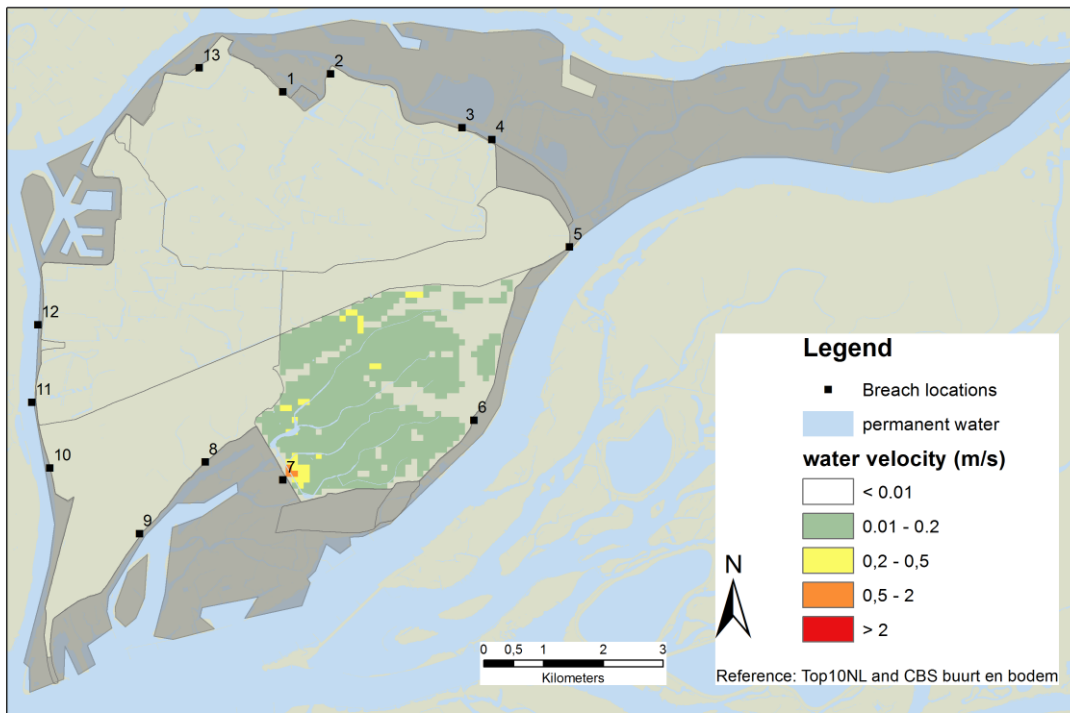 13
2
1
3
4
5
12
11
10
8
6
7
9
N
0 0,5 1 2 3
Kilometers
Legend
Breach locations
permanent water
water velocity (m/s)
< 0.01
0.01 - 0.2
0,2 - 0,5
0,5 - 2
> 2
Reference: Top10NL and CBS buurt en bodem